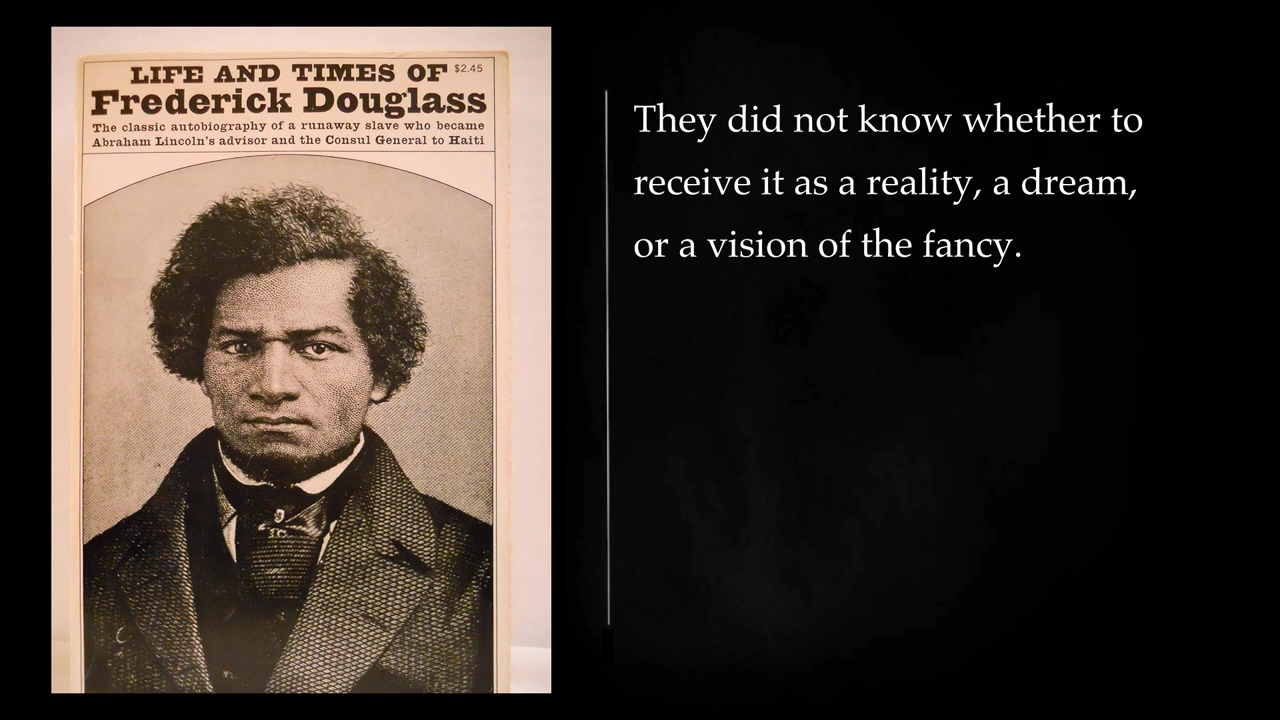 LIFE AND TIMES OF $2.45
Frederick Douglass
The classic autobiography of a runaway slave who became
Abraham Lincoln's advisor and the Consul General to Haiti
They did not know whether to
receive it as a reality, a dream,
or a vision of the fancy.